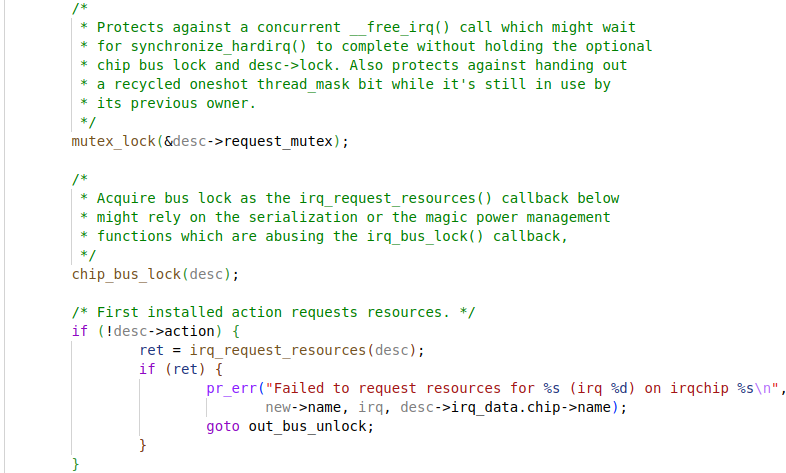 /*
 * Protects against a concurrent __free_irq() call which might wait
 * for synchronize_hardirq() to complete without holding the optional
 * chip bus lock and desc->lock. Also protects against handing out
 * a recycled oneshot thread_mask bit while it's still in use by
 * its previous owner.
 */
mutex_lock(&desc->request_mutex);

/*
 * Acquire bus lock as the irq_request_resources() callback below
 * might rely on the serialization or the magic power management
 * functions which are abusing the irq_bus_lock() callback,
 */
chip_bus_lock(desc);

/* First installed action requests resources. */
if (!desc->action) {
        ret = irq_request_resources(desc);
        if (ret) {
                pr_err("Failed to request resources for %s (irq %d) on irqchip %s\n",
                       new->name, irq, desc->irq_data.chip->name);
                goto out_bus_unlock;
        }
}